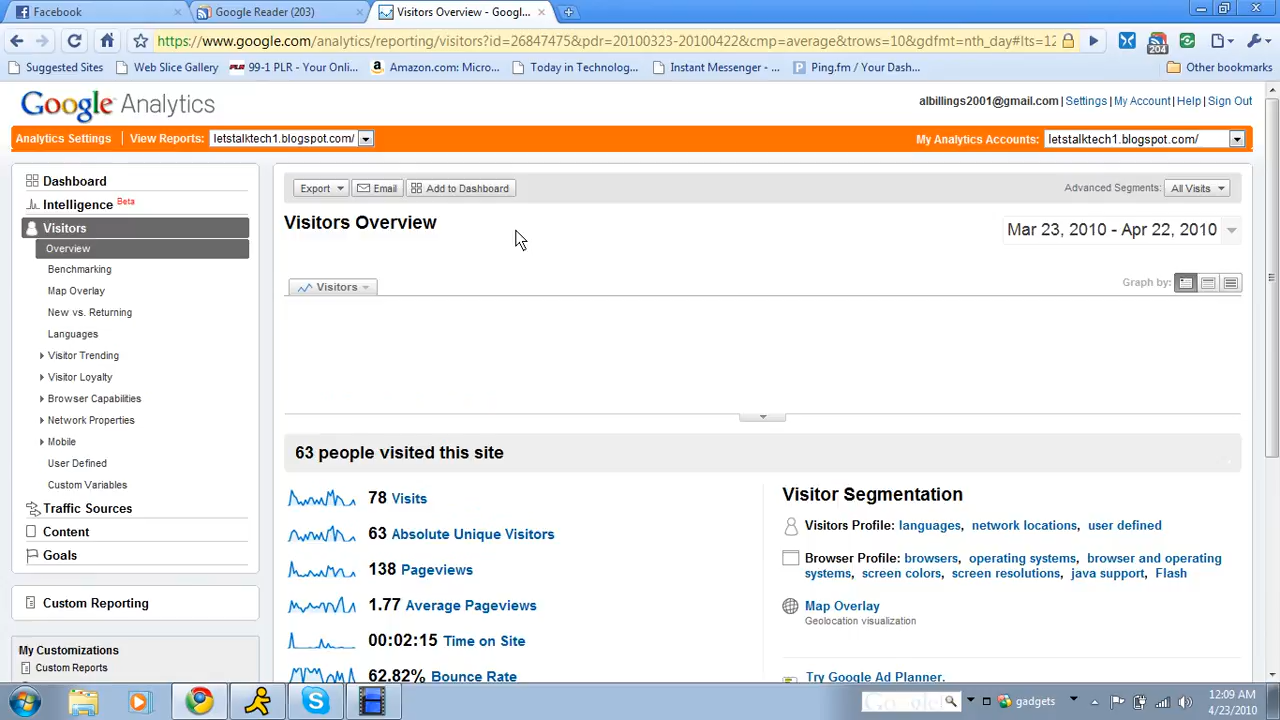 Facebook
Google Reader (203)
Visitors Overview - Googl...
https://www.google.com/analytics/reporting/visitors?id=26847475&pdr=20100323-20100422&cmp=average&trows=10&gdfmt=nth_day#lts=12
204
Suggested Sites
Web Slice Gallery
PLR 99-1 PLR - Your Onli...
Amazon.com: Micro...
Today in Technolog...
Instant Messenger - ...
Ping.fm / Your Dash...
Other bookmarks
Google Analytics
albillings2001@gmail.com | Settings | My Account | Help | Sign Out
Analytics Settings | View Reports: letstalktech1.blogspot.com/
My Analytics Accounts: letstalktech1.blogspot.com/
Dashboard
Intelligence Beta
Visitors
Overview
Benchmarking
Map Overlay
New vs. Returning
Languages
Visitor Trending
Visitor Loyalty
Browser Capabilities
Network Properties
Mobile
User Defined
Custom Variables
Traffic Sources
Content
Goals
Custom Reporting
My Customizations
Custom Reports
Export
Email
Add to Dashboard
Advanced Segments: All Visits
Visitors Overview
Mar 23, 2010 - Apr 22, 2010
Visitors
Graph by:
63 people visited this site
78 Visits
63 Absolute Unique Visitors
138 Pageviews
1.77 Average Pageviews
00:02:15 Time on Site
62.82% Bounce Rate
Visitor Segmentation
Visitors Profile: languages, network locations, user defined
Browser Profile: browsers, operating systems, browser and operating
systems, screen colors, screen resolutions, java support, Flash
Map Overlay
Geolocation visualization
Try Google Ad Planner.
Google
gadgets
12:09 AM
4/23/2010